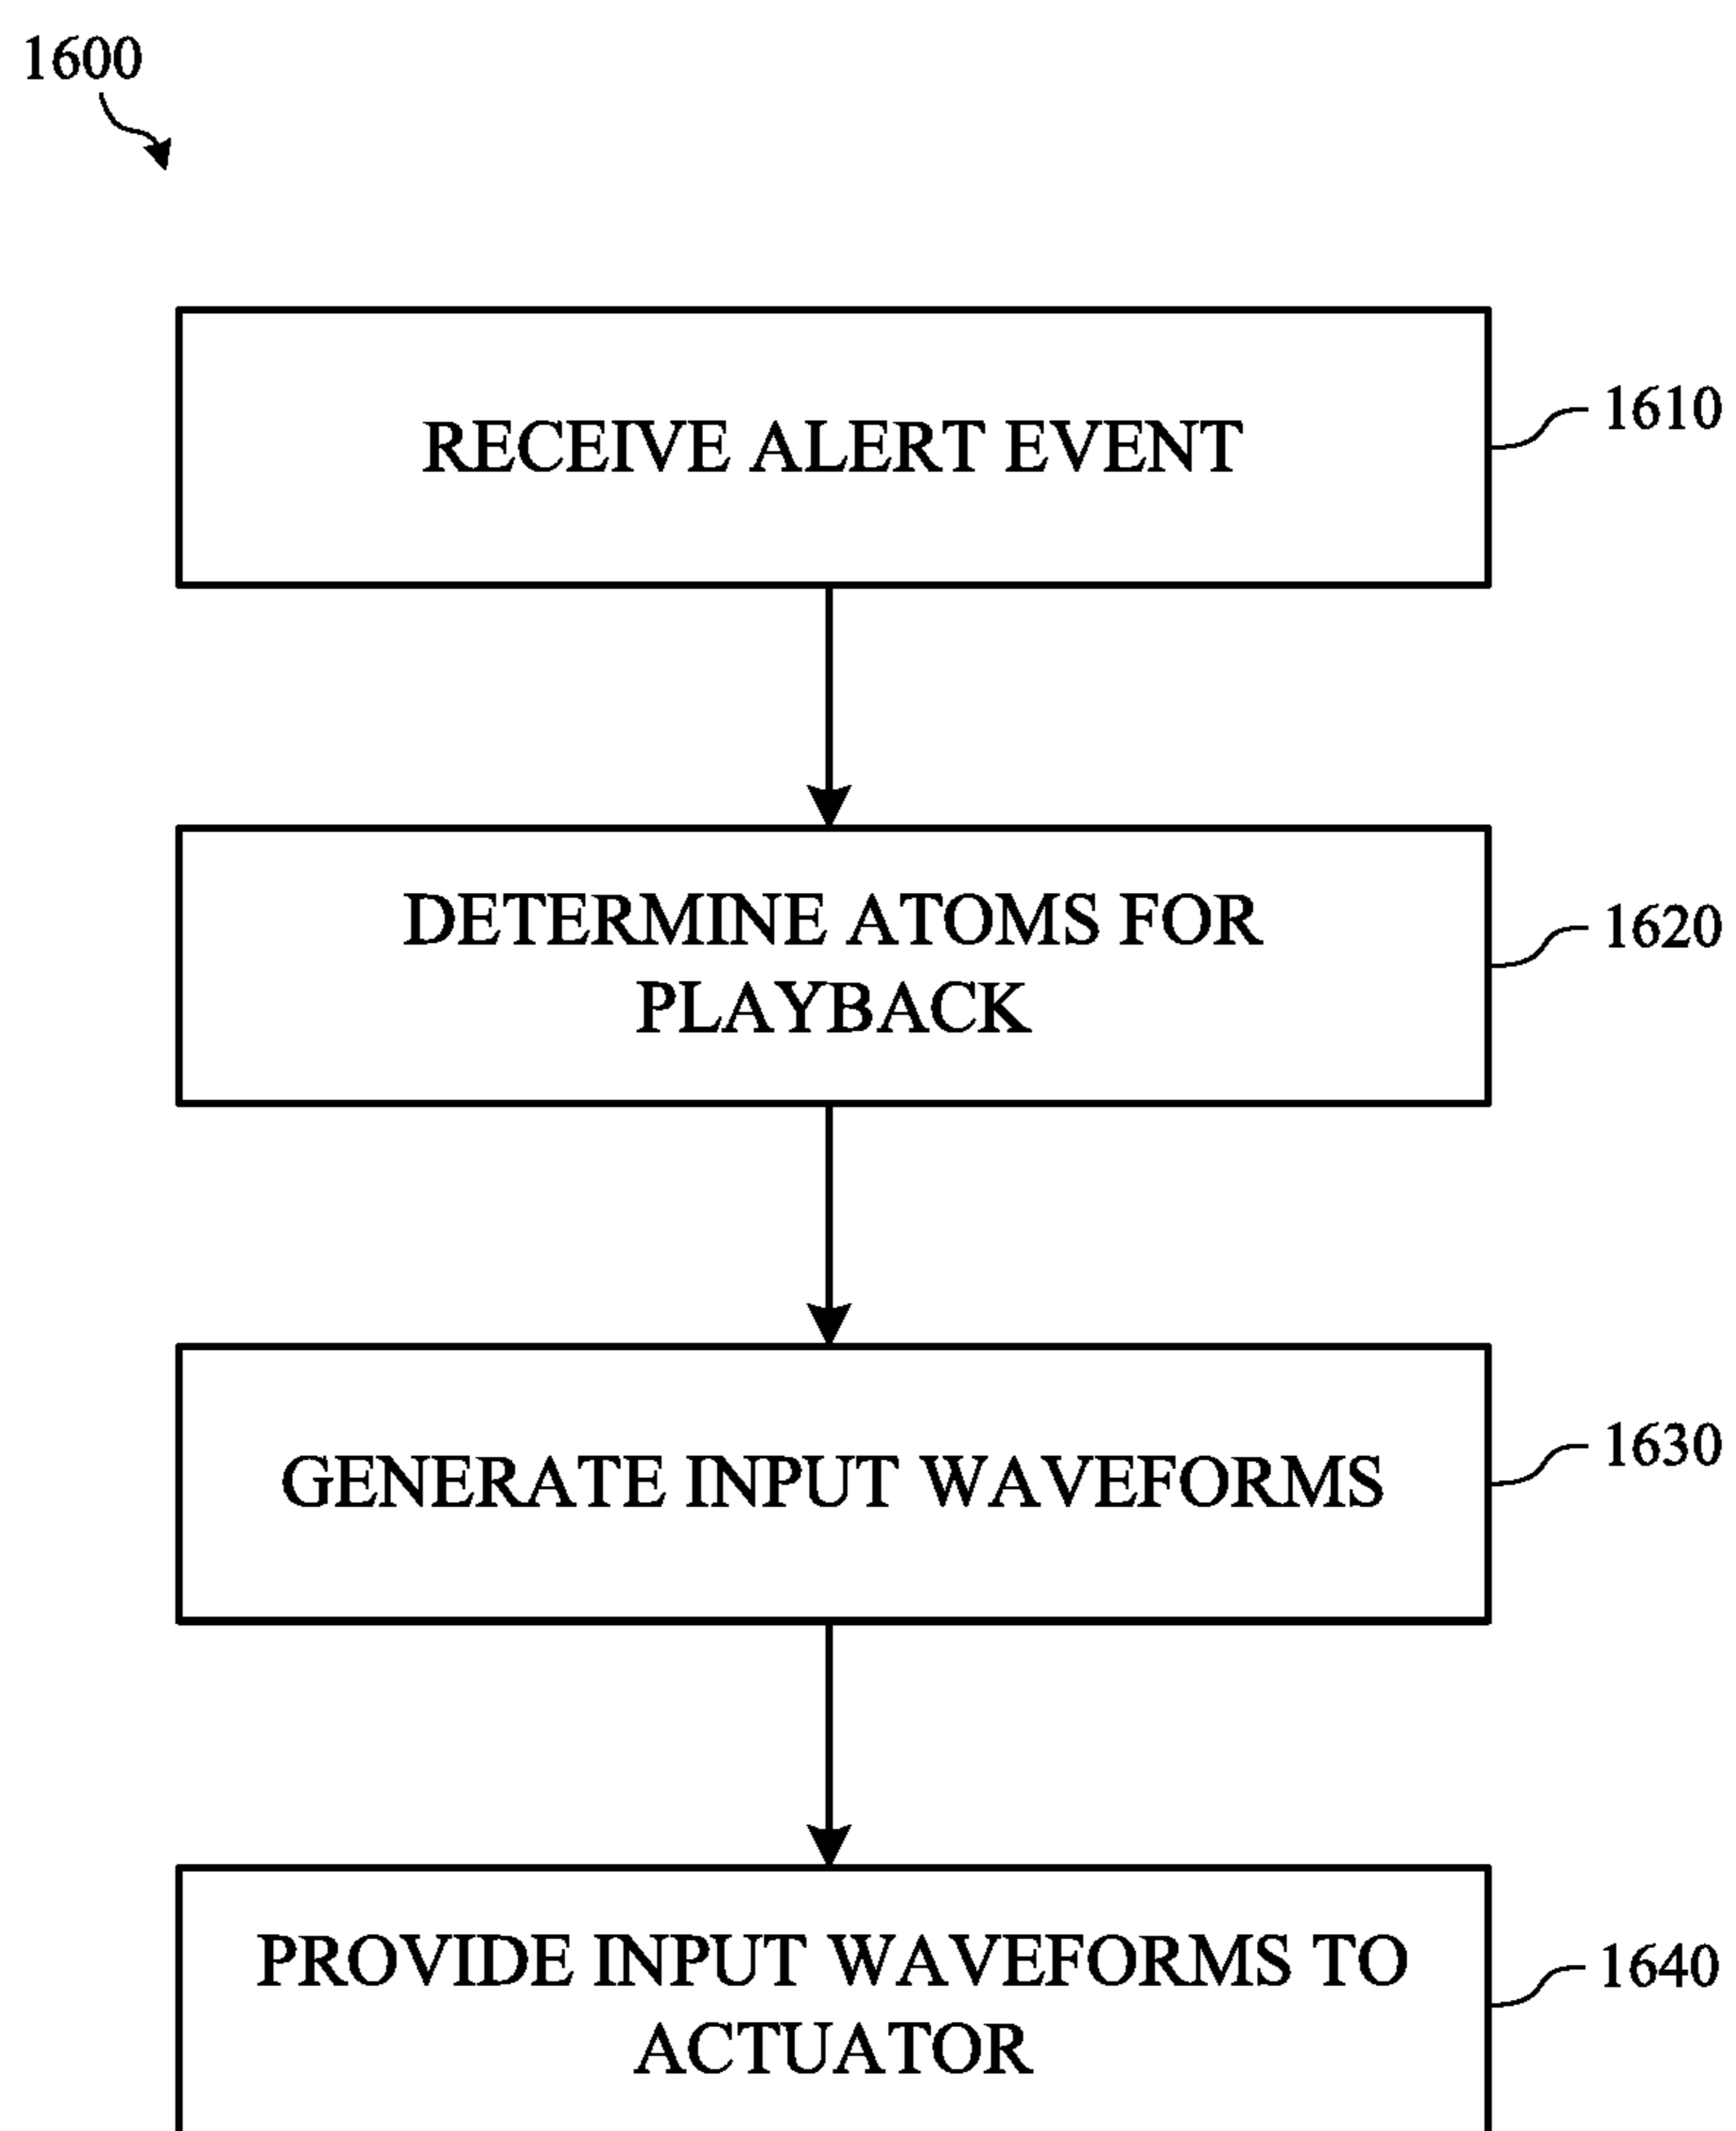 1600
RECEIVE ALERT EVENT
1610
DETERMINE ATOMS FOR
PLAYBACK
1620
GENERATE INPUT WAVEFORMS
1630
PROVIDE INPUT WAVEFORMS TO
ACTUATOR
1640